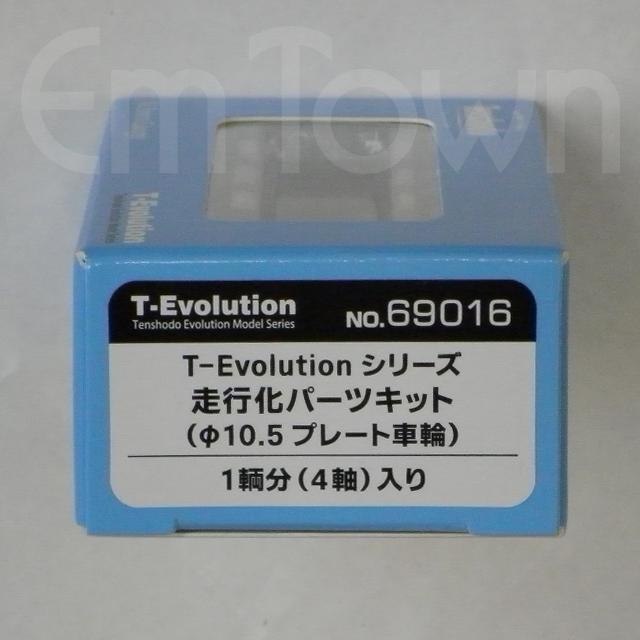 Em Town
T-Evolution
T-Evolution
Tenshodo Evolution Model Series
NO.69016
T-Evolution シリーズ
走行化パーツキット
(φ10.5 プレート車輪)
1輌分(4軸)入り